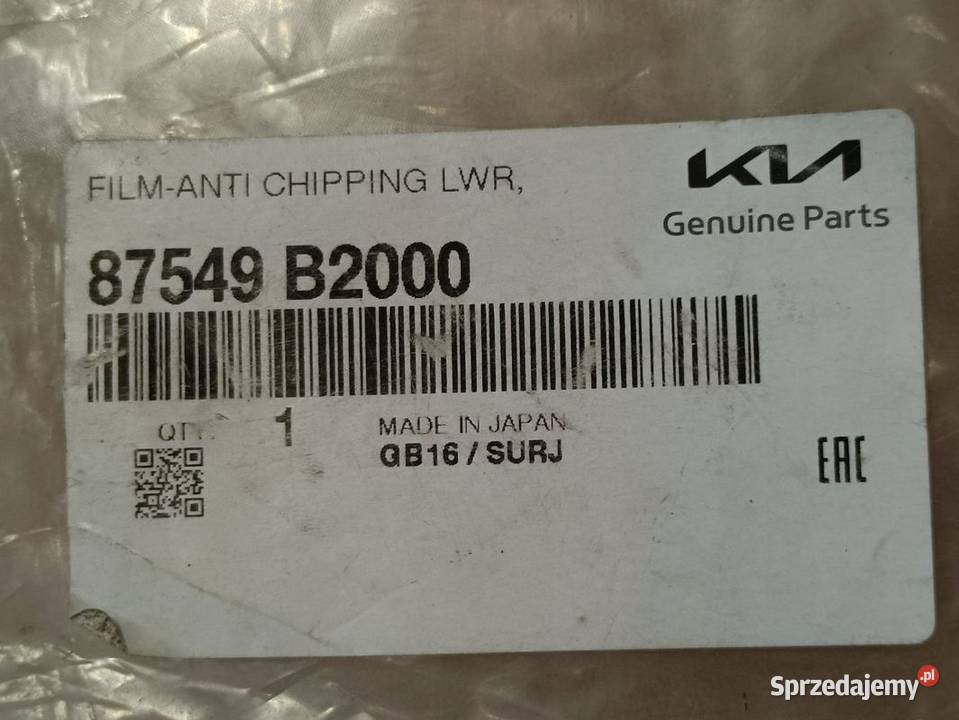 FILM-ANTI CHIPPING LWR,
KIA
Genuine Parts
87549 B2000
1
MADE IN JAPAN
GB16 / SURJ
EAC
Sprzedajemy.pl